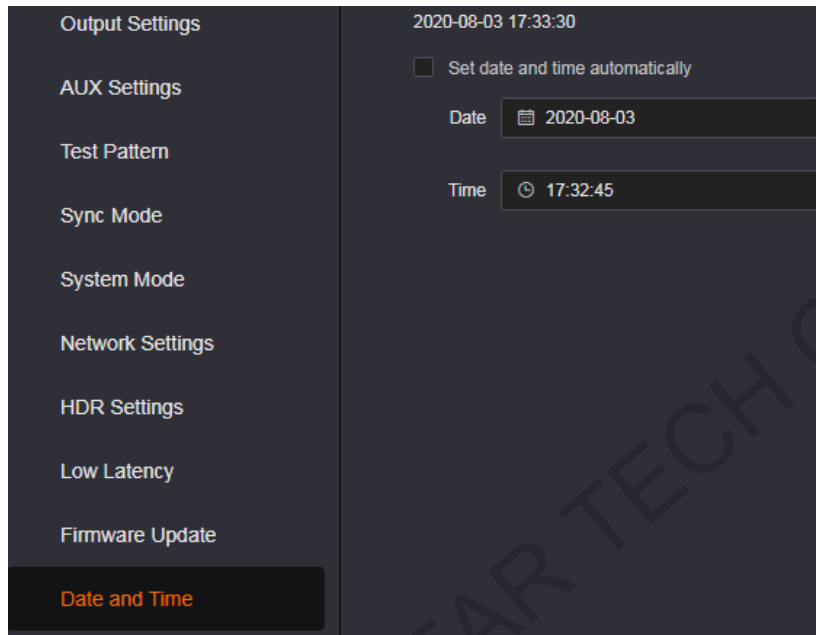 Output Settings
AUX Settings
Test Pattern
Sync Mode
System Mode
Network Settings
HDR Settings
Low Latency
Firmware Update
Date and Time
2020-08-03 17:33:30
Set date and time automatically
Date 2020-08-03
Time 17:32:45
TAR TECH